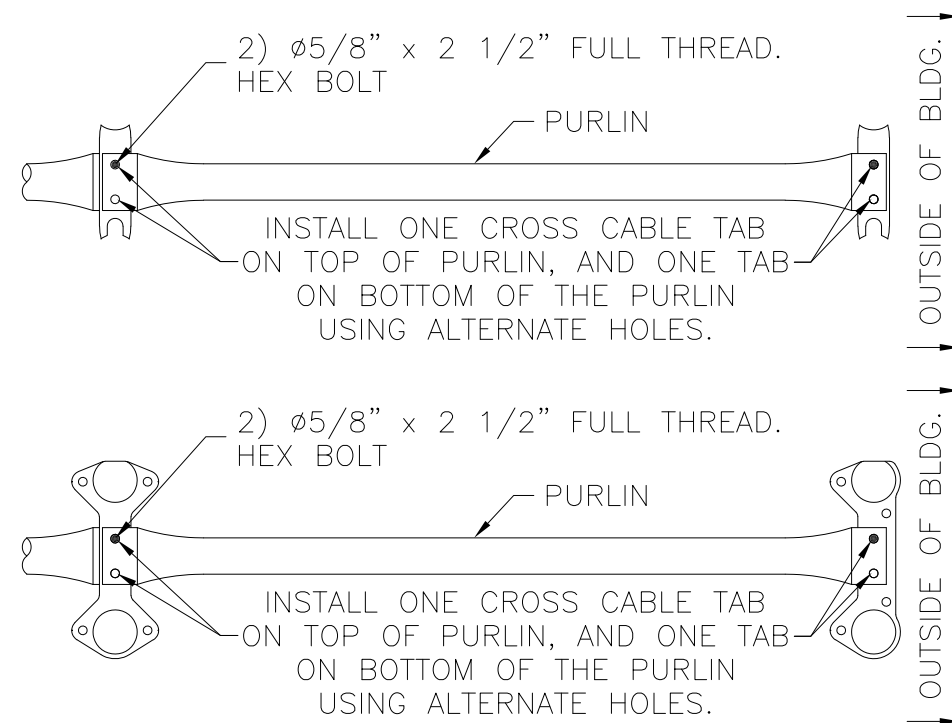 2) ø5/8” x 2 1/2” FULL THREAD.
HEX BOLT
PURLIN
INSTALL ONE CROSS CABLE TAB
ON TOP OF PURLIN, AND ONE TAB
ON BOTTOM OF THE PURLIN
USING ALTERNATE HOLES.
OUTSIDE OF BLDG.
2) ø5/8” x 2 1/2” FULL THREAD.
HEX BOLT
PURLIN
INSTALL ONE CROSS CABLE TAB
ON TOP OF PURLIN, AND ONE TAB
ON BOTTOM OF THE PURLIN
USING ALTERNATE HOLES.
OUTSIDE OF BLDG.